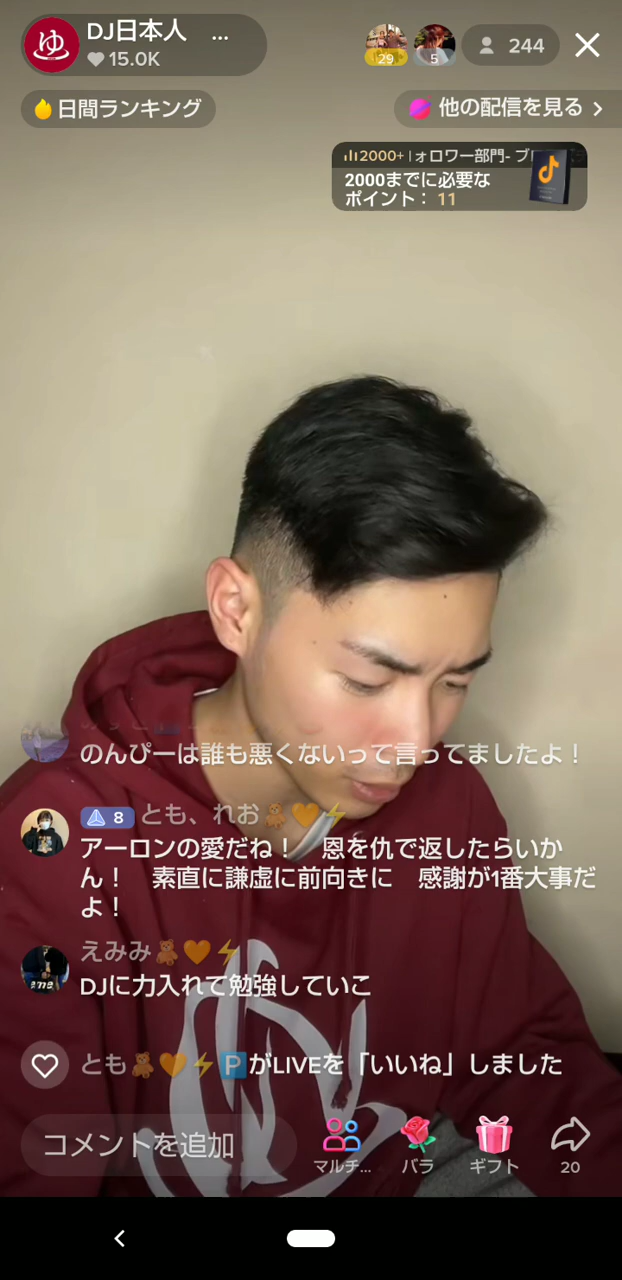 ゆ
DJ日本人 ...
15.0K
29
5
244
日間ランキング
他の配信を見る
2000+ | ォロワー部門- ブ
2000までに必要な
ポイント： 11
のんぴーは誰も悪くないって言ってましたよ！
8 とも、れお🧸🧡⚡
アーロンの愛だね！　恩を仇で返したらいか
ん！　素直に謙虚に前向きに　感謝が1番大事だ
よ！
えみみ🧸🧡⚡
DJに力入れて勉強していこ
とも🧸🧡⚡🅿️がLIVEを「いいね」しました
コメントを追加
マルチ...
バラ
ギフト
20